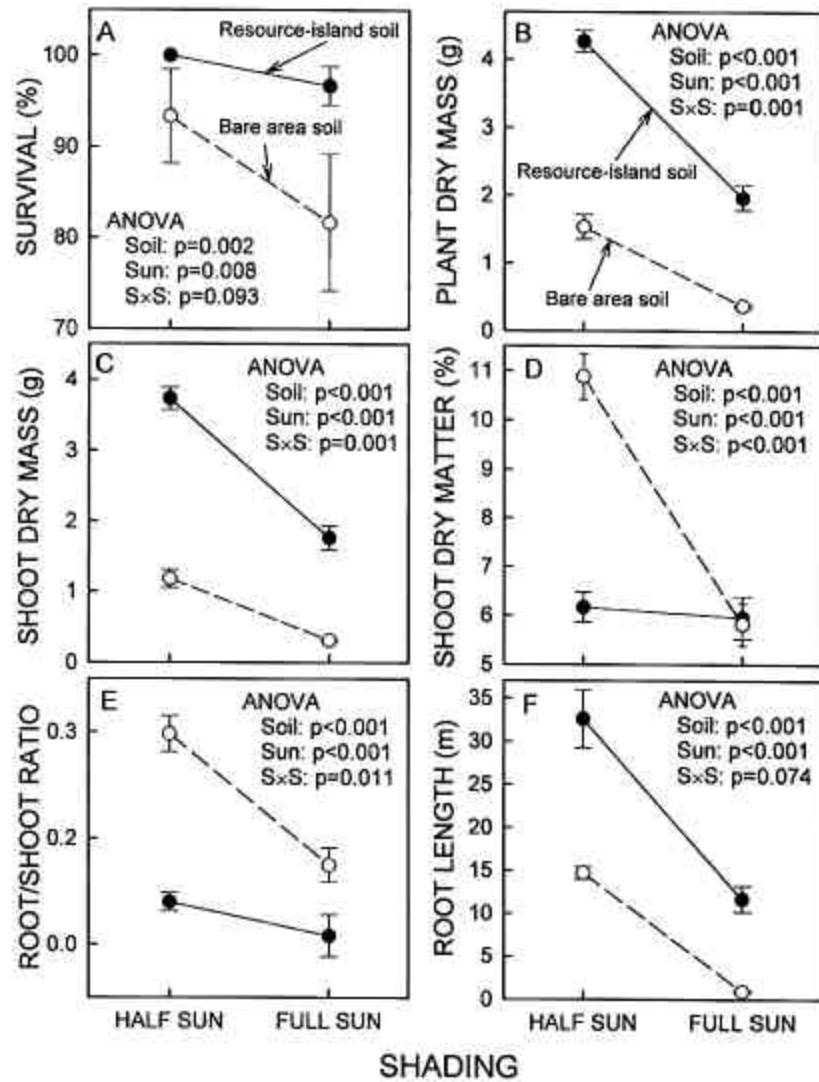 A
Resource-island soil
Bare area soil
ANOVA
Soil: p=0.002
Sun: p=0.008
S×S: p=0.093
SURVIVAL (%)
100
90
80
70
B
ANOVA
Soil: p<0.001
Sun: p<0.001
S×S: p=0.001
Resource-island soil
Bare area soil
PLANT DRY MASS (g)
4
3
2
1
0
C
ANOVA
Soil: p<0.001
Sun: p<0.001
S×S: p=0.001
SHOOT DRY MASS (g)
4
3
2
1
0
D
ANOVA
Soil: p<0.001
Sun: p<0.001
S×S: p<0.001
SHOOT DRY MATTER (%)
11
10
9
8
7
6
5
E
ANOVA
Soil: p<0.001
Sun: p<0.001
S×S: p=0.011
ROOT/SHOOT RATIO
0.3
0.2
0.0
HALF SUN
FULL SUN
F
ANOVA
Soil: p<0.001
Sun: p<0.001
S×S: p=0.074
ROOT LENGTH (m)
35
30
25
20
15
10
5
0
HALF SUN
FULL SUN
SHADING